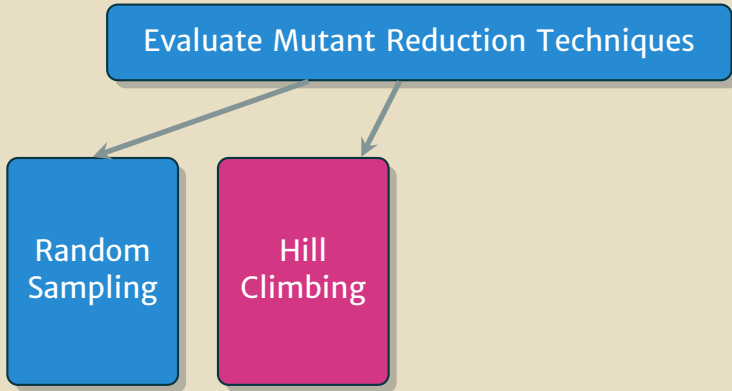 Evaluate Mutant Reduction Techniques
Random
Sampling
Hill
Climbing